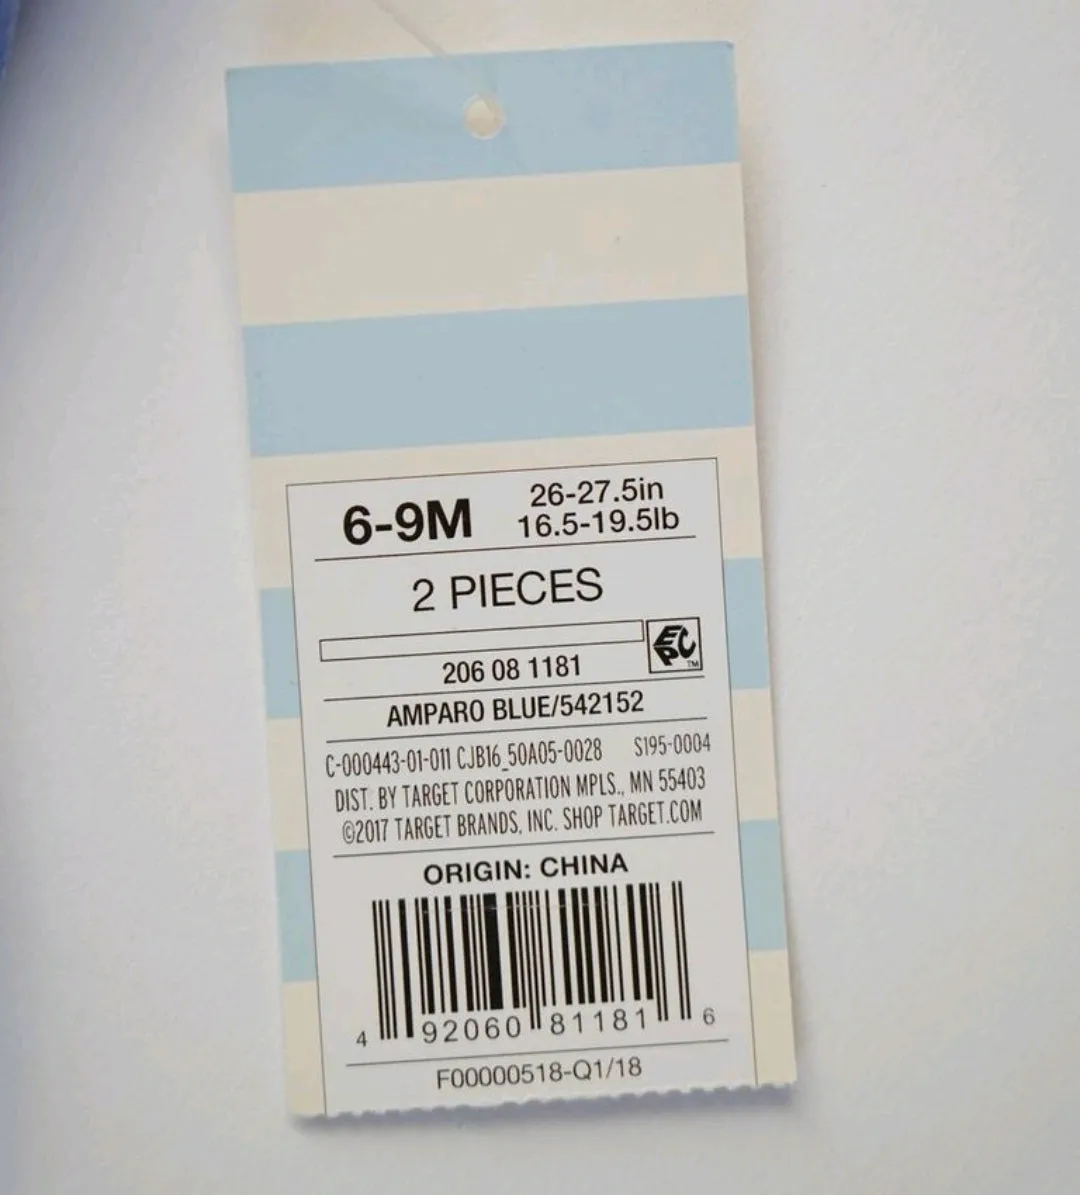 6-9M 26-27.5in
16.5-19.5lb
2 PIECES
EPC TM
206 08 1181
AMPARO BLUE/542152
C-000443-01-011 CJB16_50A05-0028 S195-0004
DIST. BY TARGET CORPORATION MPLS., MN 55403
©2017 TARGET BRANDS, INC. SHOP TARGET.COM
ORIGIN: CHINA
4 92060 81181 6
F00000518-Q1/18